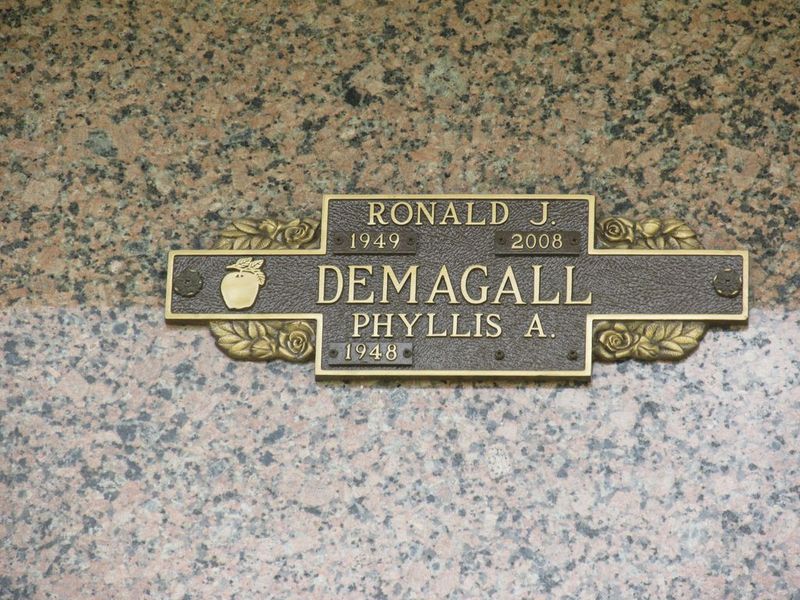 RONALD J.
1949 2008
DEMAGALL
PHYLLIS A.
1948